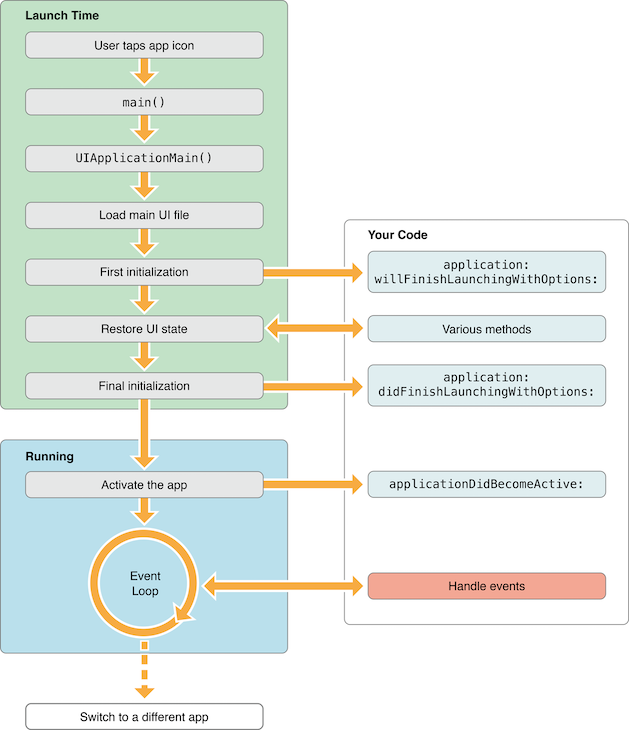 Launch Time
User taps app icon
main()
UIApplicationMain()
Load main UI file
First initialization
Restore UI state
Final initialization
Your Code
application:
willFinishLaunchingWithOptions:
Various methods
application:
didFinishLaunchingWithOptions:
Running
Activate the app
applicationDidBecomeActive:
Event
Loop
Handle events
Switch to a different app